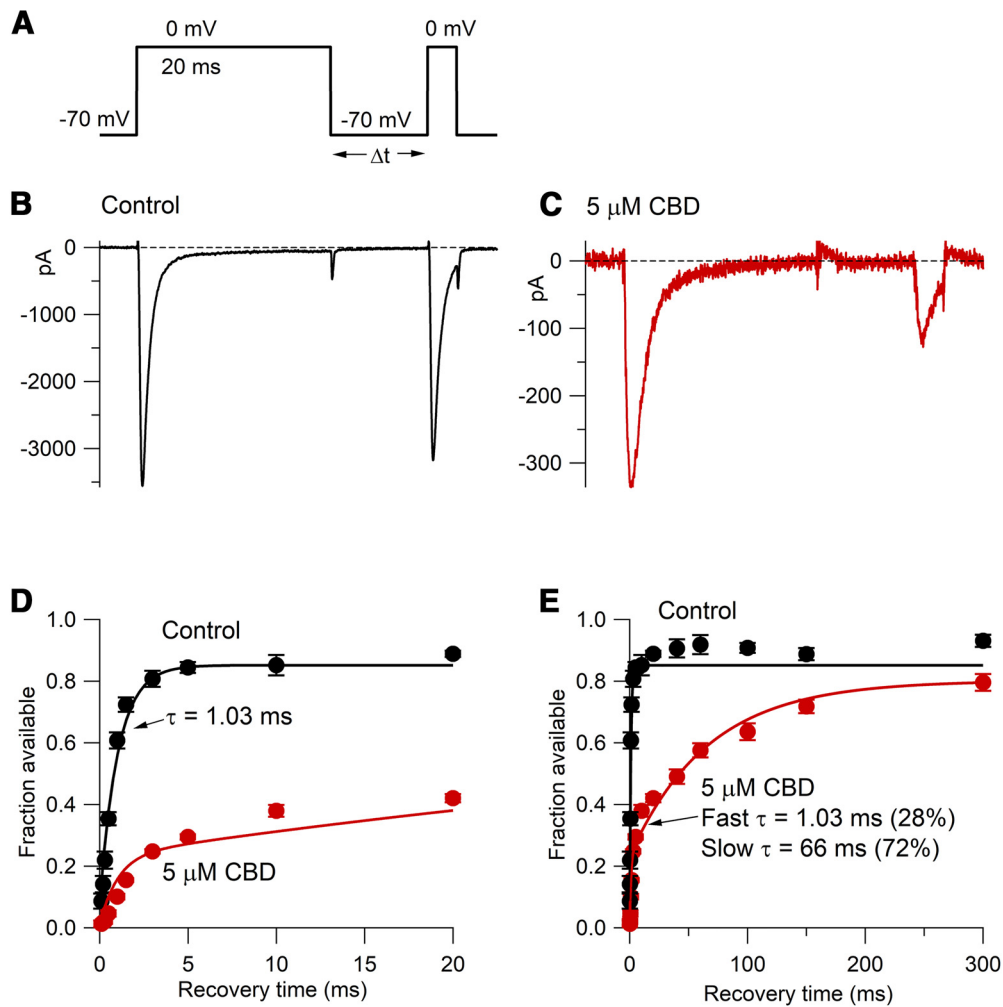 A
0 mV
0 mV
20 ms
-70 mV
-70 mV
Δt
B
Control
0
-1000
-2000
-3000
pA
C
5 μM CBD
0
-100
-200
-300
pA
D
1.0
0.8
0.6
0.4
0.2
0.0
Fraction available
Control
τ = 1.03 ms
5 μM CBD
0
5
10
15
20
Recovery time (ms)
E
1.0
0.8
0.6
0.4
0.2
0.0
Fraction available
Control
5 μM CBD
Fast τ = 1.03 ms (28%)
Slow τ = 66 ms (72%)
0
100
200
300
Recovery time (ms)